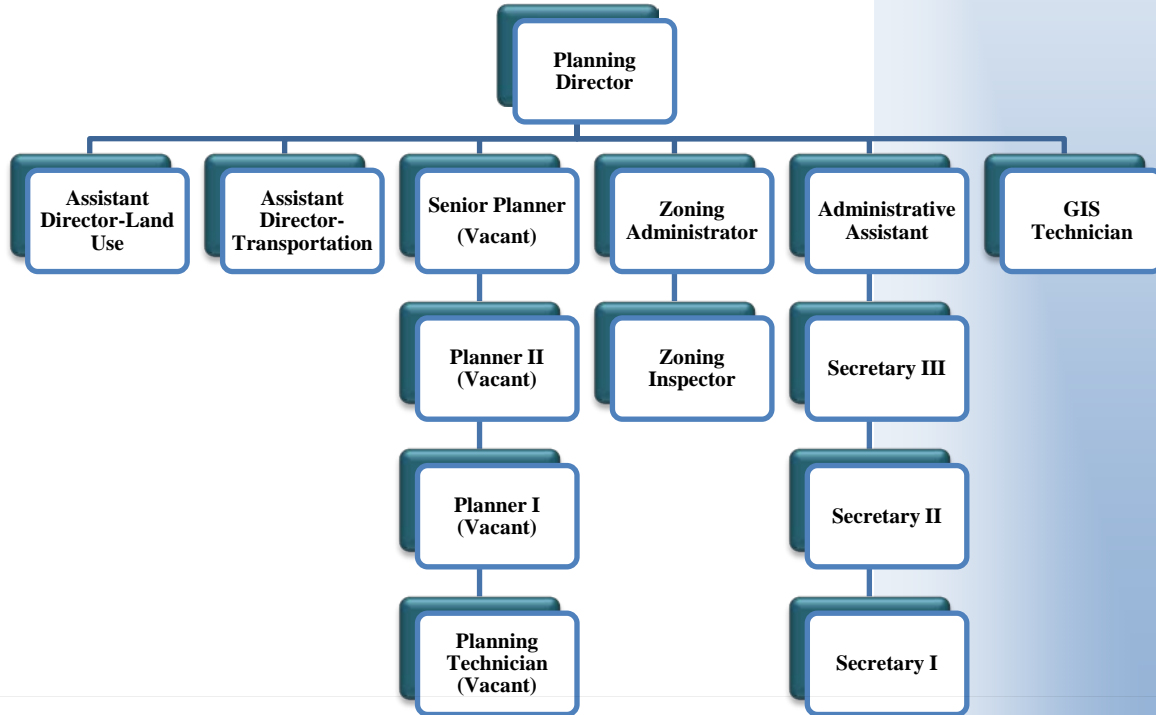 Planning
Director
Assistant
Director-Land
Use
Assistant
Director-
Transportation
Senior Planner
(Vacant)
Zoning
Administrator
Administrative
Assistant
GIS
Technician
Planner II
(Vacant)
Zoning
Inspector
Secretary III
Planner I
(Vacant)
Secretary II
Planning
Technician
(Vacant)
Secretary I